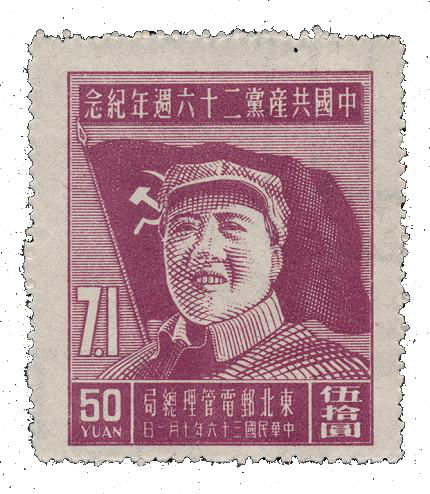 中國共產黨二十六週年紀念
7.1
50
YUAN
東北郵電管理總局
中華民國三十六年七月一日
伍拾圓